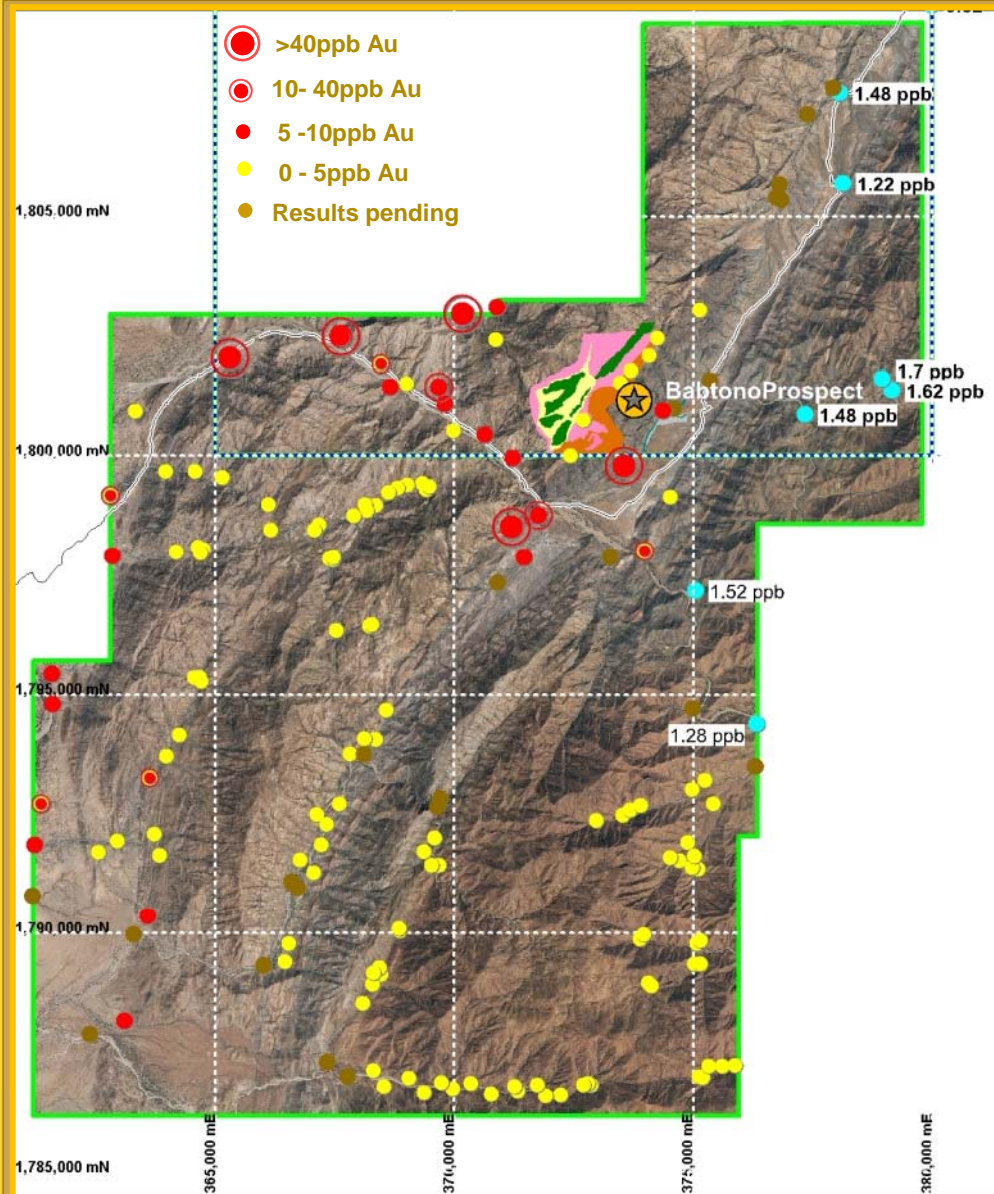 >40ppb Au
10- 40ppb Au
5 -10ppb Au
0 - 5ppb Au
Results pending
1.48 ppb
1.22 ppb
1,805,000 mN
BabtonoProspect
1.7 ppb
1.62 ppb
1.48 ppb
1,800,000 mN
1.52 ppb
1,795,000 mN
1.28 ppb
1,790,000 mN
1,785,000 mN
365,000 mE
370,000 mE
375,000 mE
380,000 mE